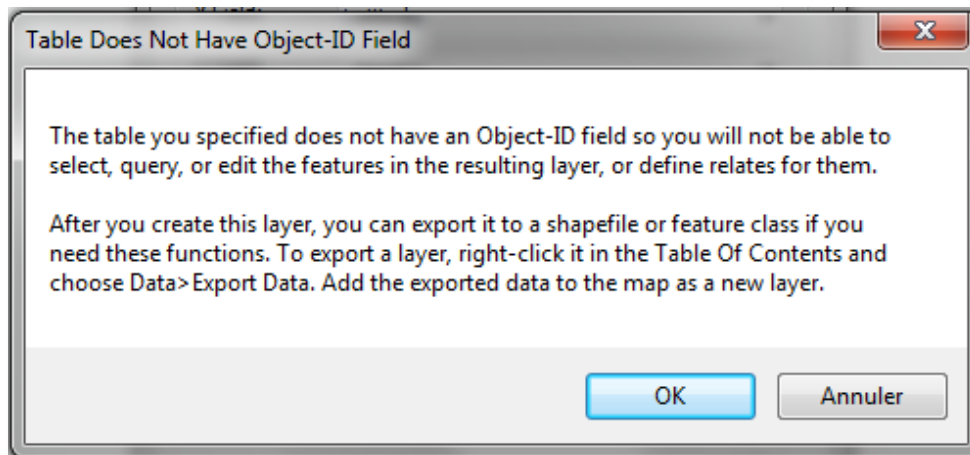 Table Does Not Have Object-ID Field
The table you specified does not have an Object-ID field so you will not be able to
select, query, or edit the features in the resulting layer, or define relates for them.
After you create this layer, you can export it to a shapefile or feature class if you
need these functions. To export a layer, right-click it in the Table Of Contents and
choose Data>Export Data. Add the exported data to the map as a new layer.
OK
Annuler